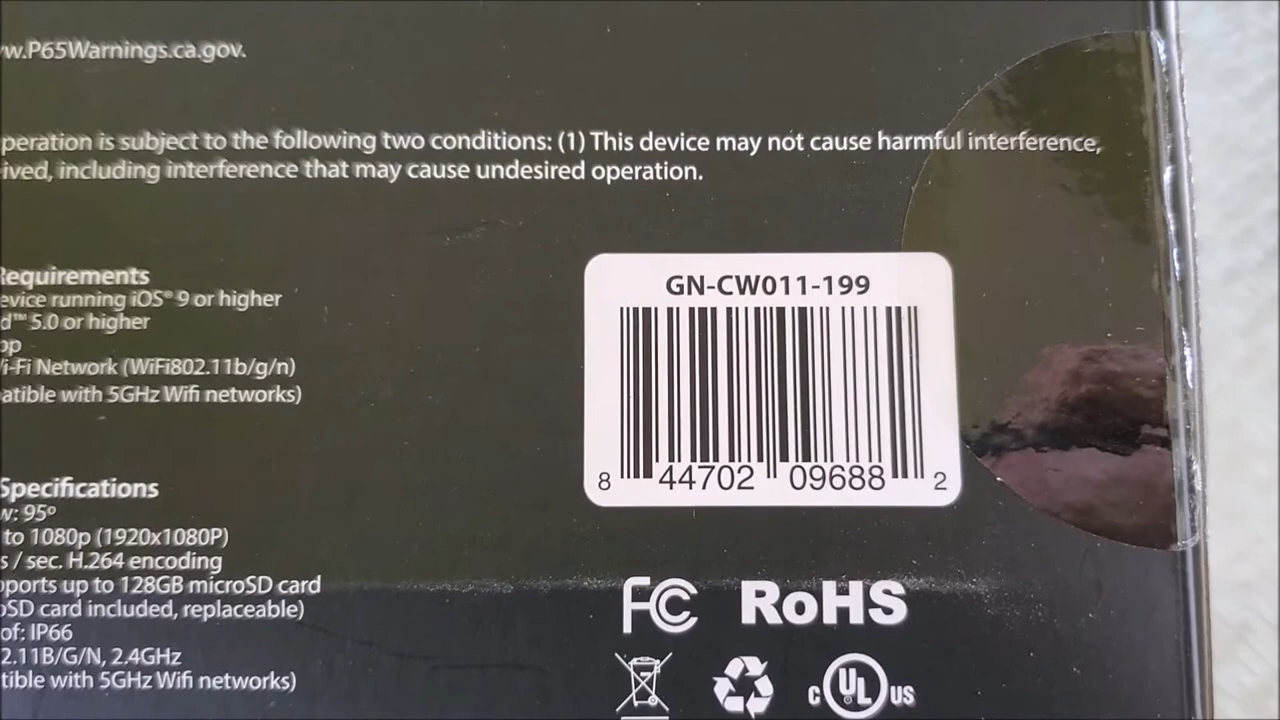 w.P65Warnings.ca.gov.
peration is subject to the following two conditions: (1) This device may not cause harmful interference,
ived, including interference that may cause undesired operation.
Requirements
evice running iOS® 9 or higher
d™ 5.0 or higher
pp
i-Fi Network (WiFi802.11b/g/n)
atible with 5GHz Wifi networks)
Specifications
w: 95º
to 1080p (1920x1080P)
s / sec. H.264 encoding
pports up to 128GB microSD card
oSD card included, replaceable)
of: IP66
2.11B/G/N, 2.4GHz
tible with 5GHz Wifi networks)
GN-CW011-199
8 44702 09688 2
FC RoHS
C UL US